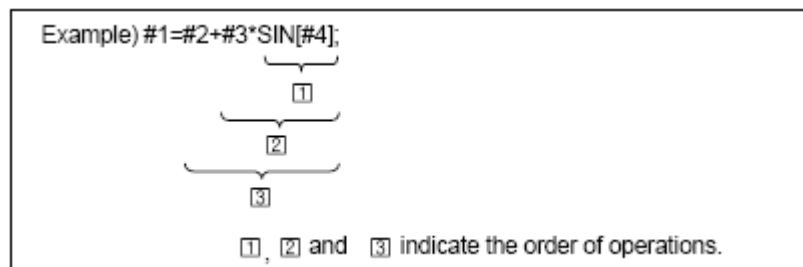 Example) #1=#2+#3*SIN[#4];
1
2
3
1, 2 and 3 indicate the order of operations.